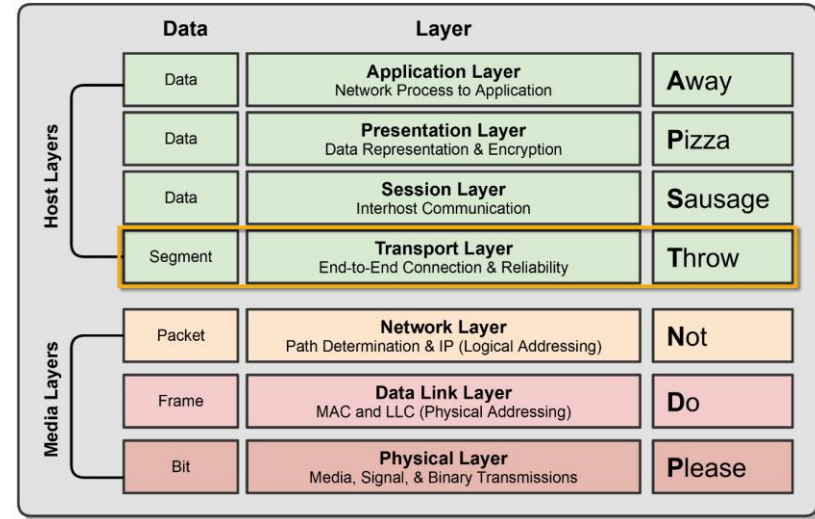 Data Layer
Host Layers
Data
Application Layer
Network Process to Application
Away
Data
Presentation Layer
Data Representation & Encryption
Pizza
Data
Session Layer
Interhost Communication
Sausage
Segment
Transport Layer
End-to-End Connection & Reliability
Throw
Media Layers
Packet
Network Layer
Path Determination & IP (Logical Addressing)
Not
Frame
Data Link Layer
MAC and LLC (Physical Addressing)
Do
Bit
Physical Layer
Media, Signal, & Binary Transmissions
Please